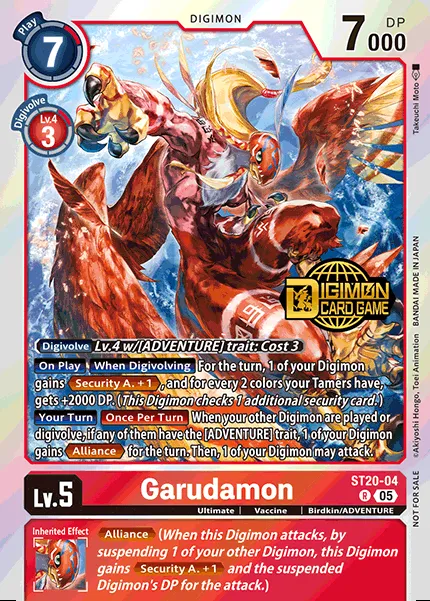 Play
7
DIGIMON
7000
DP
Digivolve
Lv.4
3
Takeuchi Moto
DIGIMON
CARD GAME
Digivolve Lv.4 w/[ADVENTURE] trait: Cost 3
On Play When Digivolving For the turn, 1 of your Digimon
gains Security A. +1 , and for every 2 colors your Tamers have,
gets +2000 DP. (This Digimon checks 1 additional security card.)
Your Turn Once Per Turn When your other Digimon are played or
digivolve, if any of them have the [ADVENTURE] trait, 1 of your Digimon
gains Alliance for the turn. Then, 1 of your Digimon may attack.
©Akiyoshi Hongo, Toei Animation BANDAI MADE IN JAPAN
NOT FOR SALE
Lv.5
Garudamon
ST20-04
R 05
Ultimate | Vaccine | Birdkin/ADVENTURE
Inherited Effect
Alliance (When this Digimon attacks, by
suspending 1 of your other Digimon, this Digimon
gains Security A. +1 and the suspended
Digimon's DP for the attack.)